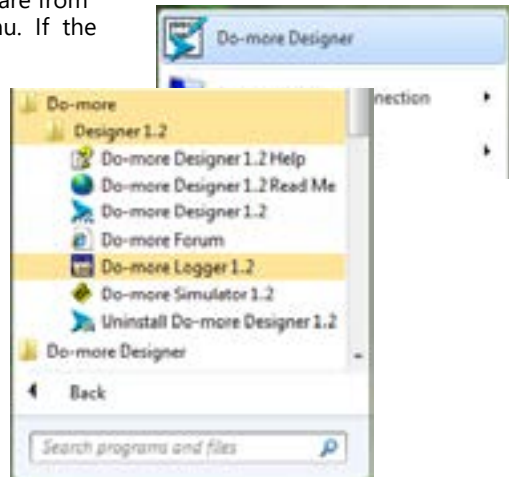 are from
nu. If the
Do-more Designer
nection
Do-more
Designer 1.2
Do-more Designer 1.2 Help
Do-more Designer 1.2 Read Me
Do-more Designer 1.2
Do-more Forum
Do-more Logger 1.2
Do-more Simulator 1.2
Uninstall Do-more Designer 1.2
Do-more Designer
Back
Search programs and files